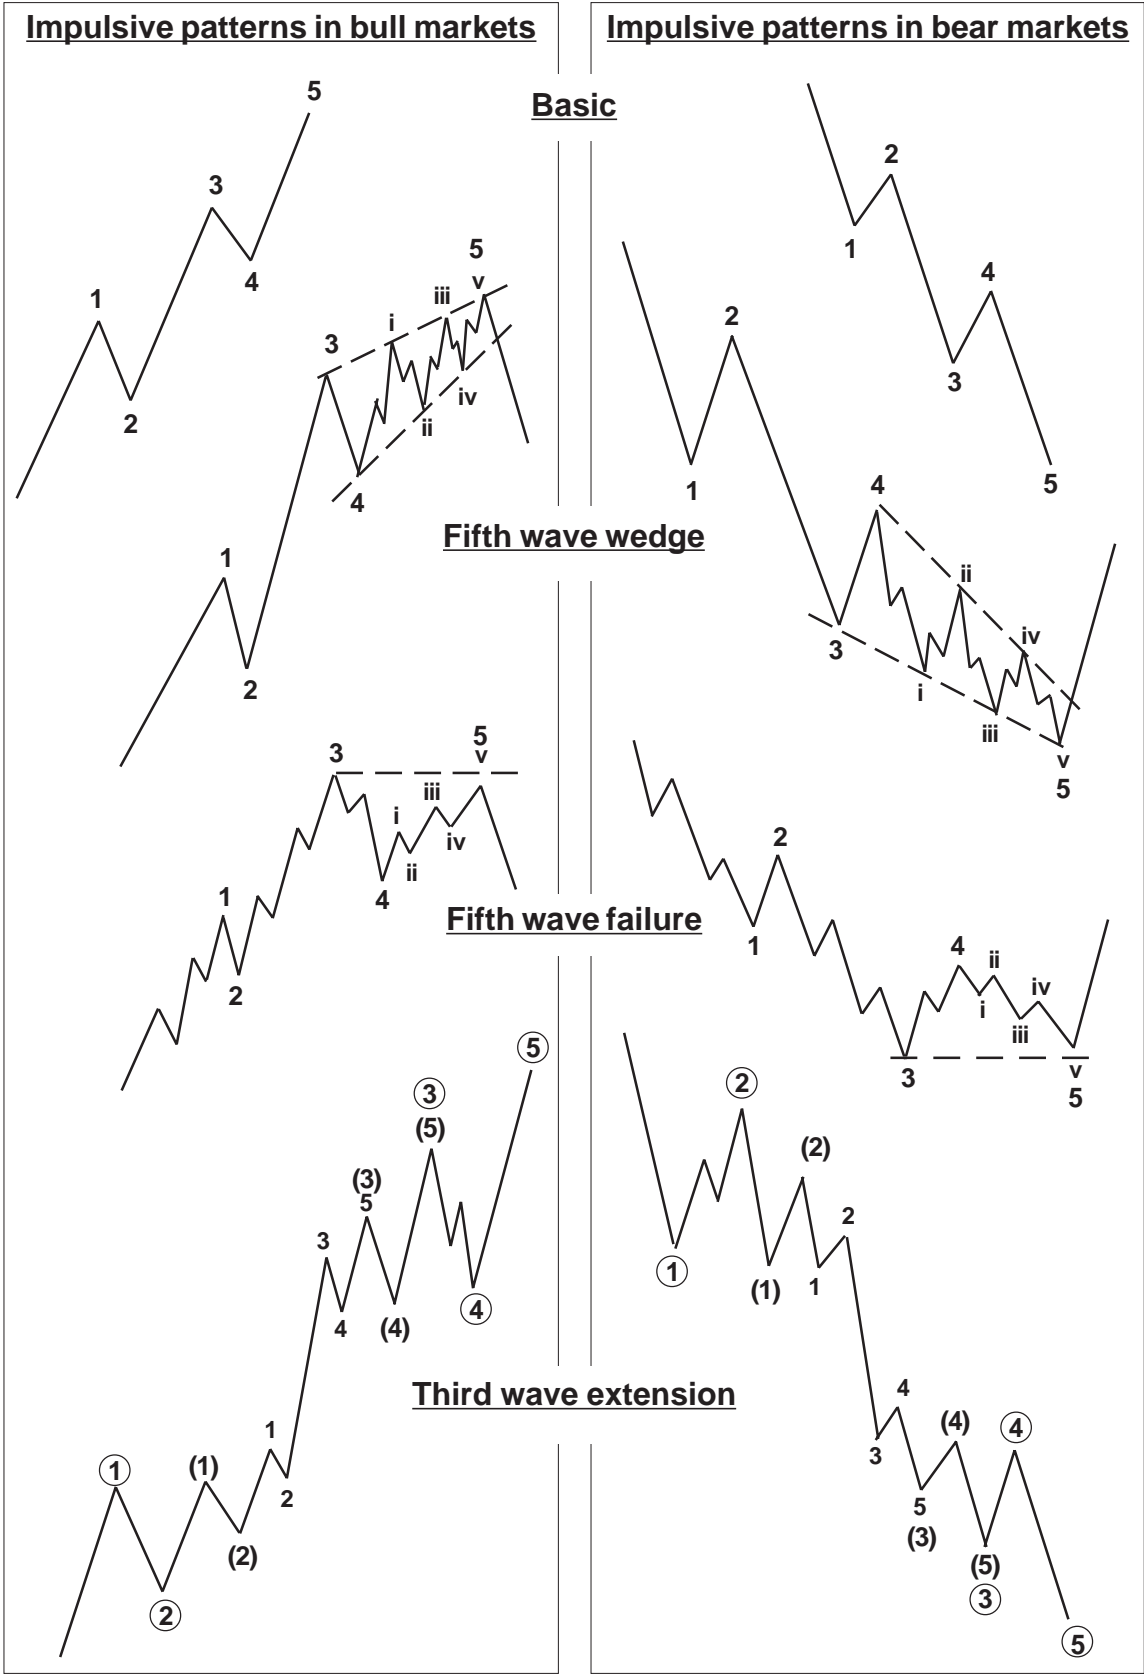 Impulsive patterns in bull markets
Impulsive patterns in bear markets
Basic
5
3
4
1
2
2
1
4
3
5
Fifth wave wedge
5
v
iii
i
3
iv
ii
4
1
2
2
1
4
ii
iv
3
i
iii
v
5
Fifth wave failure
5
v
3
iii
i
iv
ii
4
1
2
2
1
4
ii
iv
i
iii
3
v
5
Third wave extension
5
3
(5)
(3)
5
3
4
4
(4)
1
(1)
1
2
(2)
2
2
(2)
2
1
(1)
1
4
(4)
4
3
5
(3)
(5)
3
5